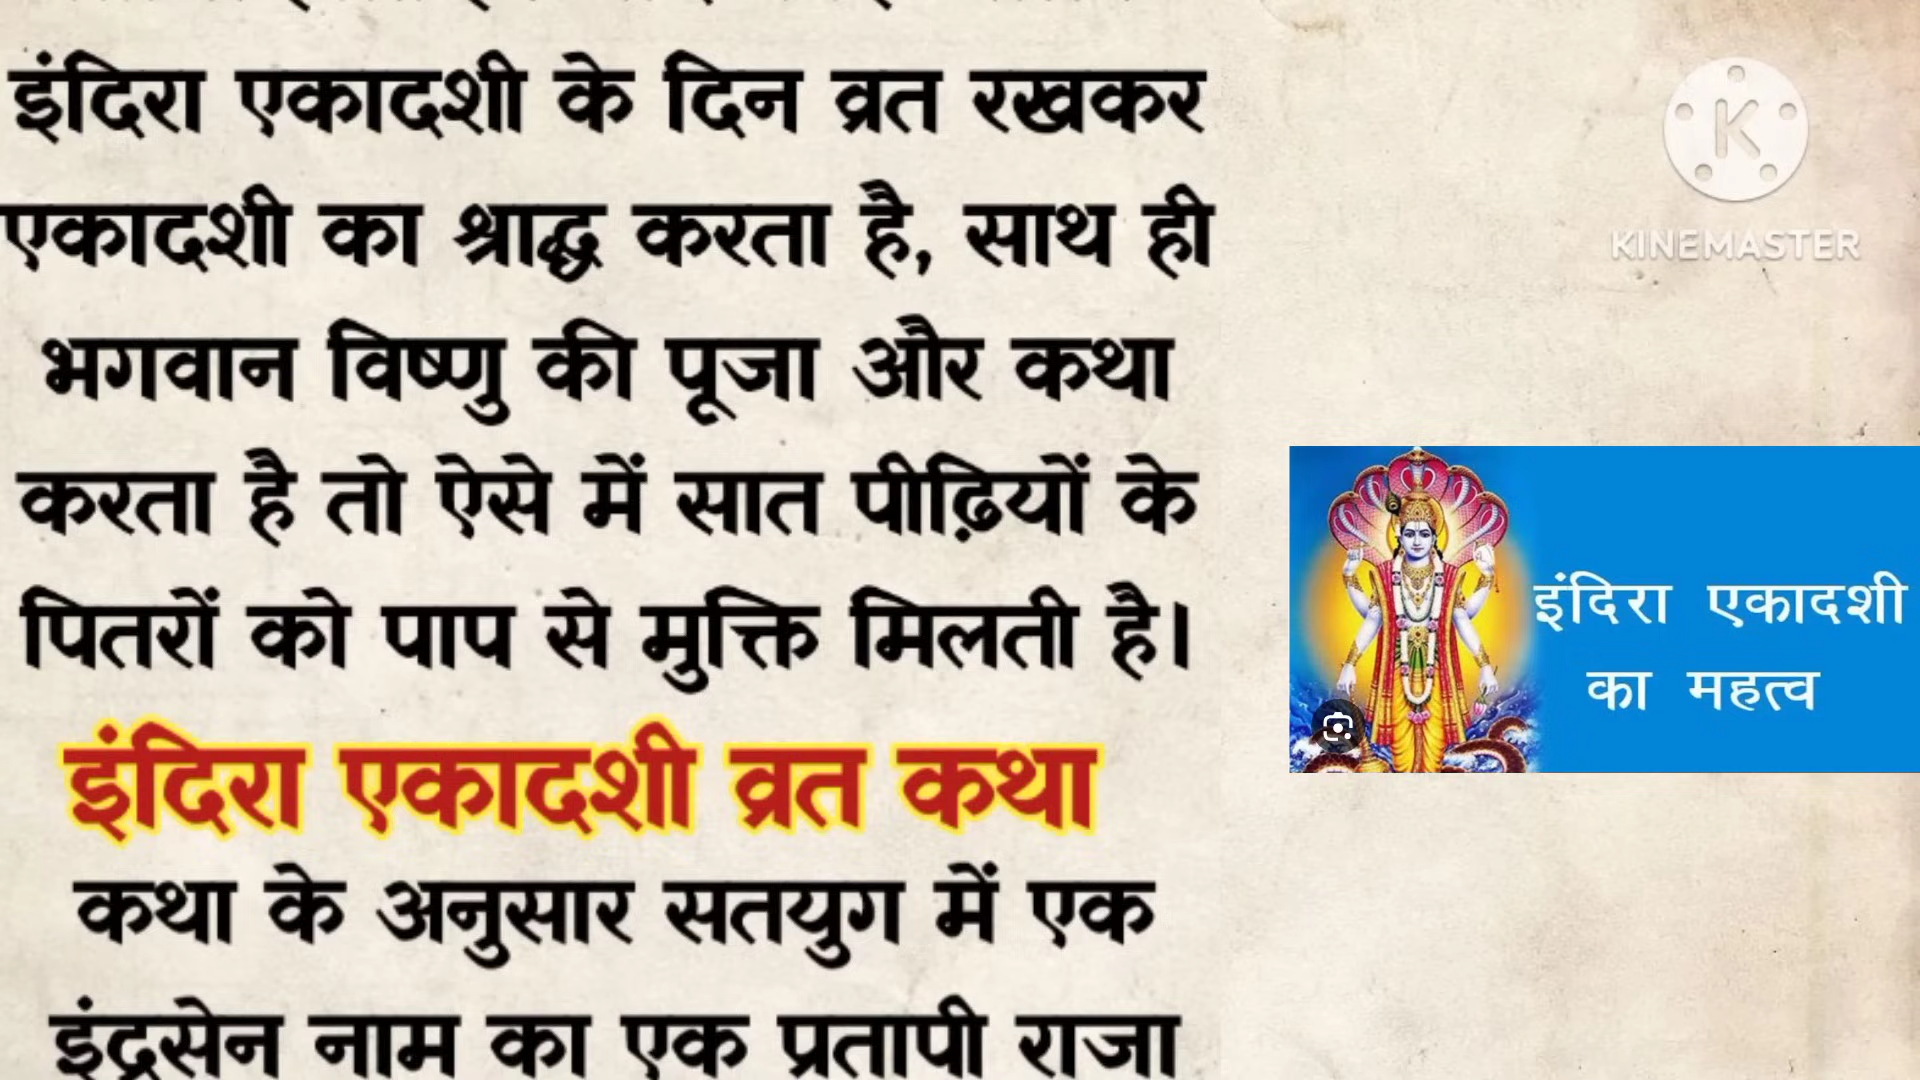 इंदिरा एकादशी के दिन व्रत रखकर
एकादशी का श्राद्ध करता है, साथ ही
भगवान विष्णु की पूजा और कथा
करता है तो ऐसे में सात पीढ़ियों के
पितरों को पाप से मुक्ति मिलती है।
इंदिरा एकादशी व्रत कथा
कथा के अनुसार सतयुग में एक
इंद्रसेन नाम का एक प्रतापी राजा
K
KINEMASTER
इंदिरा एकादशी
का महत्व